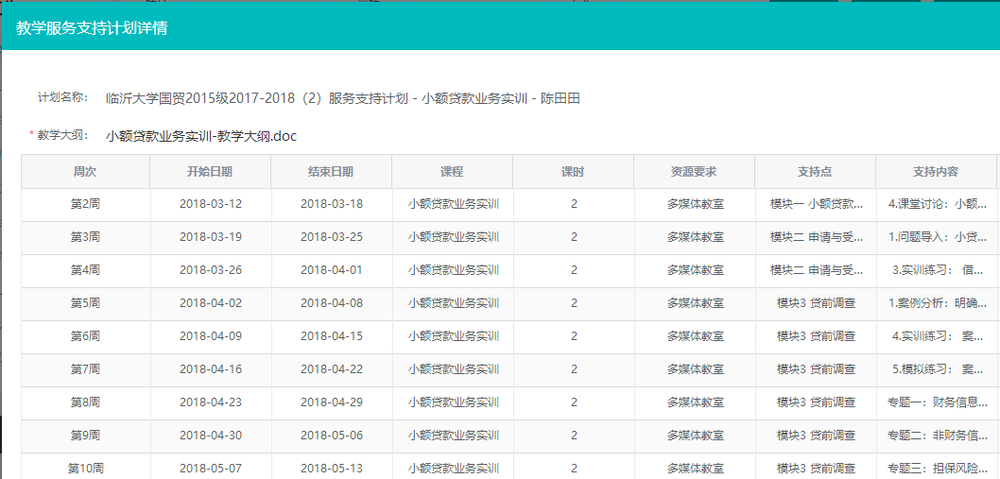 教学服务支持计划详情
计划名称： 临沂大学国贸2015级2017-2018（2）服务支持计划 - 小额贷款业务实训 - 陈田田
* 教学大纲： 小额贷款业务实训-教学大纲.doc
周次 开始日期 结束日期 课程 课时 资源要求 支持点 支持内容
第2周 2018-03-12 2018-03-18 小额贷款业务实训 2 多媒体教室 模块一 小额贷款... 4.课堂讨论：小额...
第3周 2018-03-19 2018-03-25 小额贷款业务实训 2 多媒体教室 模块二 申请与受... 1.问题导入：小贷...
第4周 2018-03-26 2018-04-01 小额贷款业务实训 2 多媒体教室 模块二 申请与受... 3.实训练习： 借...
第5周 2018-04-02 2018-04-08 小额贷款业务实训 2 多媒体教室 模块3 贷前调查 1.案例分析：明确...
第6周 2018-04-09 2018-04-15 小额贷款业务实训 2 多媒体教室 模块3 贷前调查 4.实训练习： 案...
第7周 2018-04-16 2018-04-22 小额贷款业务实训 2 多媒体教室 模块3 贷前调查 5.模拟练习： 案...
第8周 2018-04-23 2018-04-29 小额贷款业务实训 2 多媒体教室 模块3 贷前调查 专题一：财务信息...
第9周 2018-04-30 2018-05-06 小额贷款业务实训 2 多媒体教室 模块3 贷前调查 专题二：非财务信...
第10周 2018-05-07 2018-05-13 小额贷款业务实训 2 多媒体教室 模块3 贷前调查 专题三：担保风险...